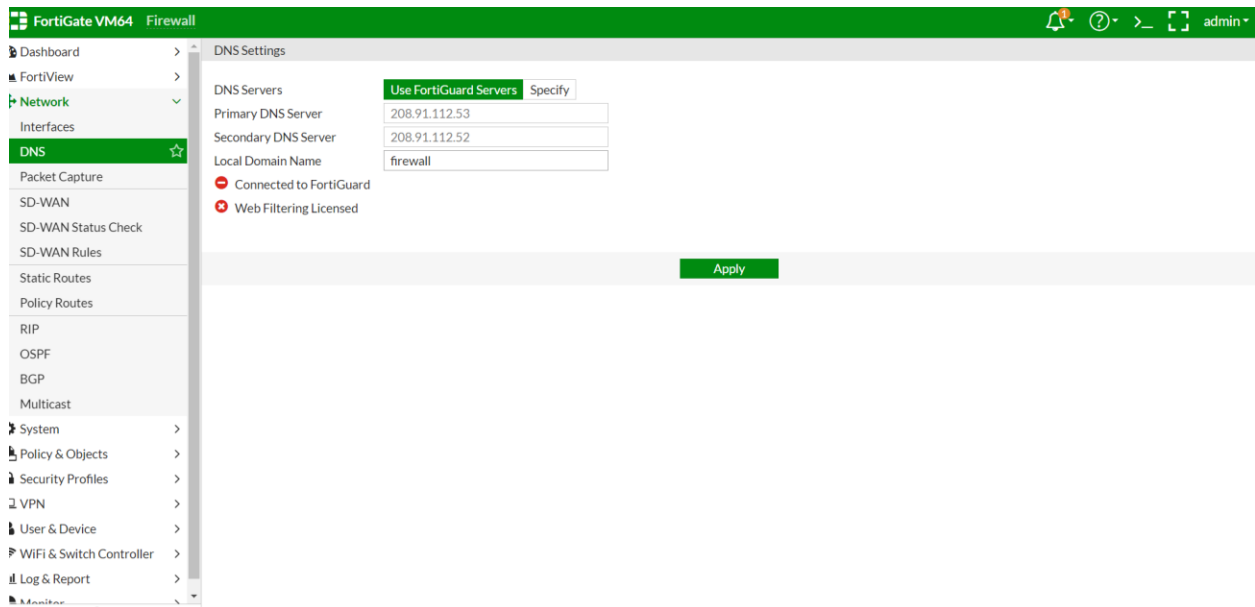 FortiGate VM64 Firewall
1
admin
Dashboard
FortiView
Network
Interfaces
DNS
Packet Capture
SD-WAN
SD-WAN Status Check
SD-WAN Rules
Static Routes
Policy Routes
RIP
OSPF
BGP
Multicast
System
Policy & Objects
Security Profiles
VPN
User & Device
WiFi & Switch Controller
Log & Report
Monitor
DNS Settings
DNS Servers Use FortiGuard Servers Specify
Primary DNS Server 208.91.112.53
Secondary DNS Server 208.91.112.52
Local Domain Name firewall
Connected to FortiGuard
Web Filtering Licensed
Apply